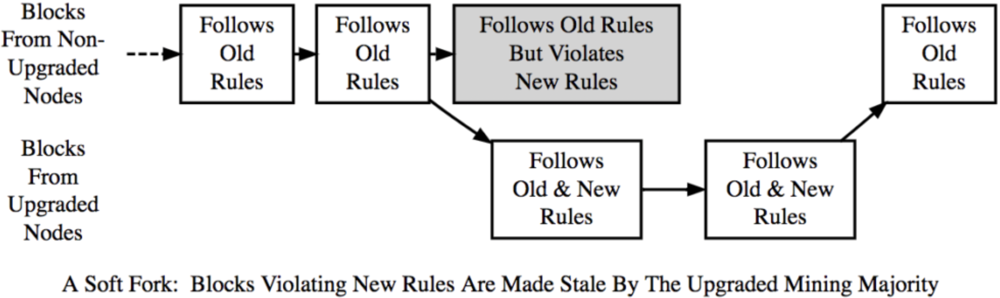 Blocks
From Non-
Upgraded
Nodes
Follows
Old
Rules
Follows
Old
Rules
Follows Old Rules
But Violates
New Rules
Follows
Old
Rules
Blocks
From
Upgraded
Nodes
Follows
Old & New
Rules
Follows
Old & New
Rules
A Soft Fork: Blocks Violating New Rules Are Made Stale By The Upgraded Mining Majority